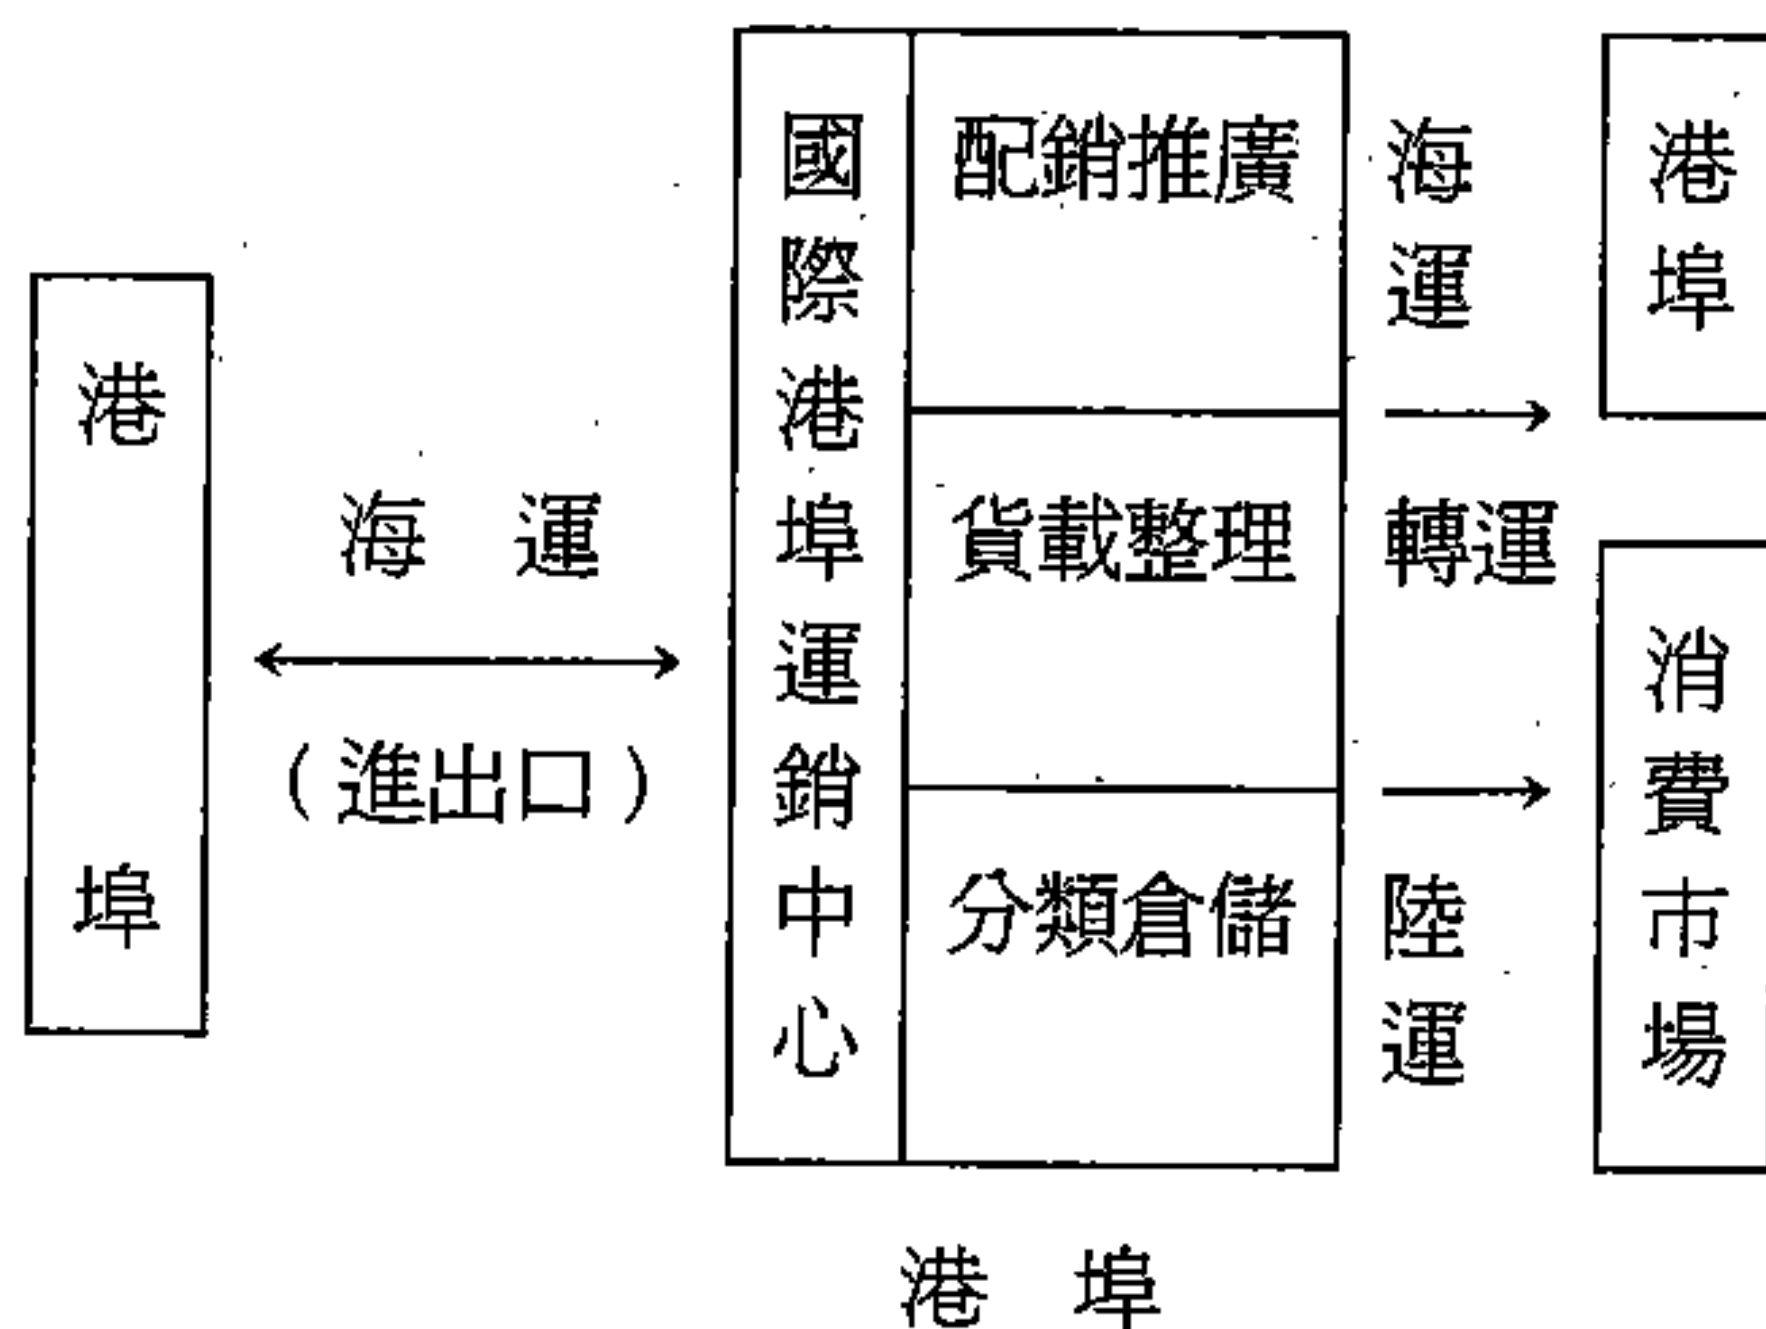 港埠
海運
（進出口）
國際港埠運銷中心
配銷推廣
貨載整理
分類倉儲
海運
轉運
陸運
港埠
消費市場
港埠